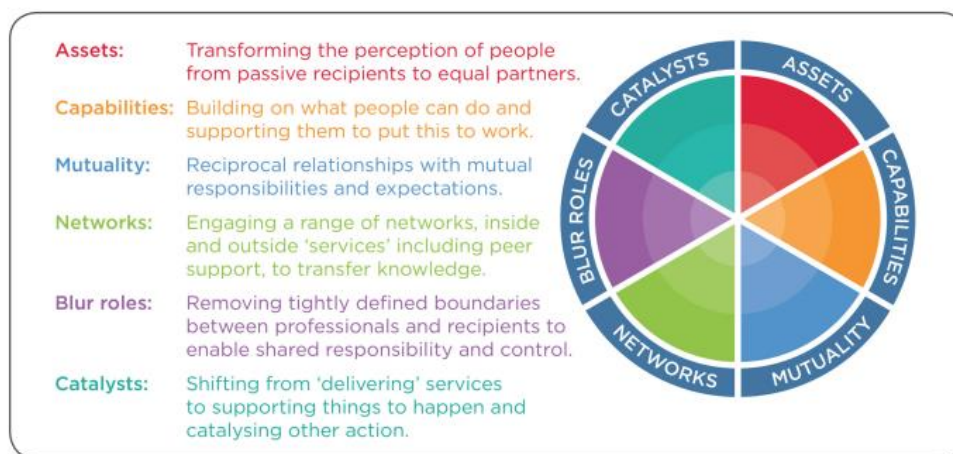 Assets: Transforming the perception of people
from passive recipients to equal partners.
Capabilities: Building on what people can do and
supporting them to put this to work.
Mutuality: Reciprocal relationships with mutual
responsibilities and expectations.
Networks: Engaging a range of networks, inside
and outside ‘services’ including peer
support, to transfer knowledge.
Blur roles: Removing tightly defined boundaries
between professionals and recipients to
enable shared responsibility and control.
Catalysts: Shifting from ‘delivering’ services
to supporting things to happen and
catalysing other action.
ASSETS
CAPABILITIES
MUTUALITY
NETWORKS
BLUR ROLES
CATALYSTS